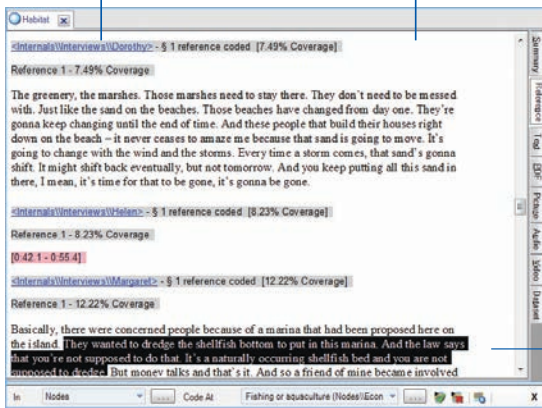 Habitat
<Internals\\Interviews\\Dorothy> - § 1 reference coded [7.49% Coverage]
Reference 1 - 7.49% Coverage
The greenery, the marshes. Those marshes need to stay there. They don't need to be messed
with. Just like the sand on the beaches. Those beaches have changed from day one. They're
gonna keep changing until the end of time. And these people that build their houses right
down on the beach – it never ceases to amaze me because that sand is going to move. It's
going to change with the wind and the storms. Every time a storm comes, that sand's gonna
shift. It might shift back eventually, but not tomorrow. And you keep putting all this sand in
there, I mean, it's time for that to be gone, it's gonna be gone.
<Internals\\Interviews\\Helen> - § 1 reference coded [8.23% Coverage]
Reference 1 - 8.23% Coverage
[0:42.1 - 0:55.4]
<Internals\\Interviews\\Margaret> - § 1 reference coded [12.22% Coverage]
Reference 1 - 12.22% Coverage
Basically, there were concerned people because of a marina that had been proposed here on
the island. They wanted to dredge the shellfish bottom to put in this marina. And the law says
that you're not supposed to do that. It's a naturally occurring shellfish bed and you are not
supposed to dredge. But money talks and that's it. And so a friend of mine became involved
Summary
Reference
Text
PDF
Picture
Audio
Video
Dataset
In Nodes ... Code At Fishing or aquaculture (Nodes\\Econ ... X